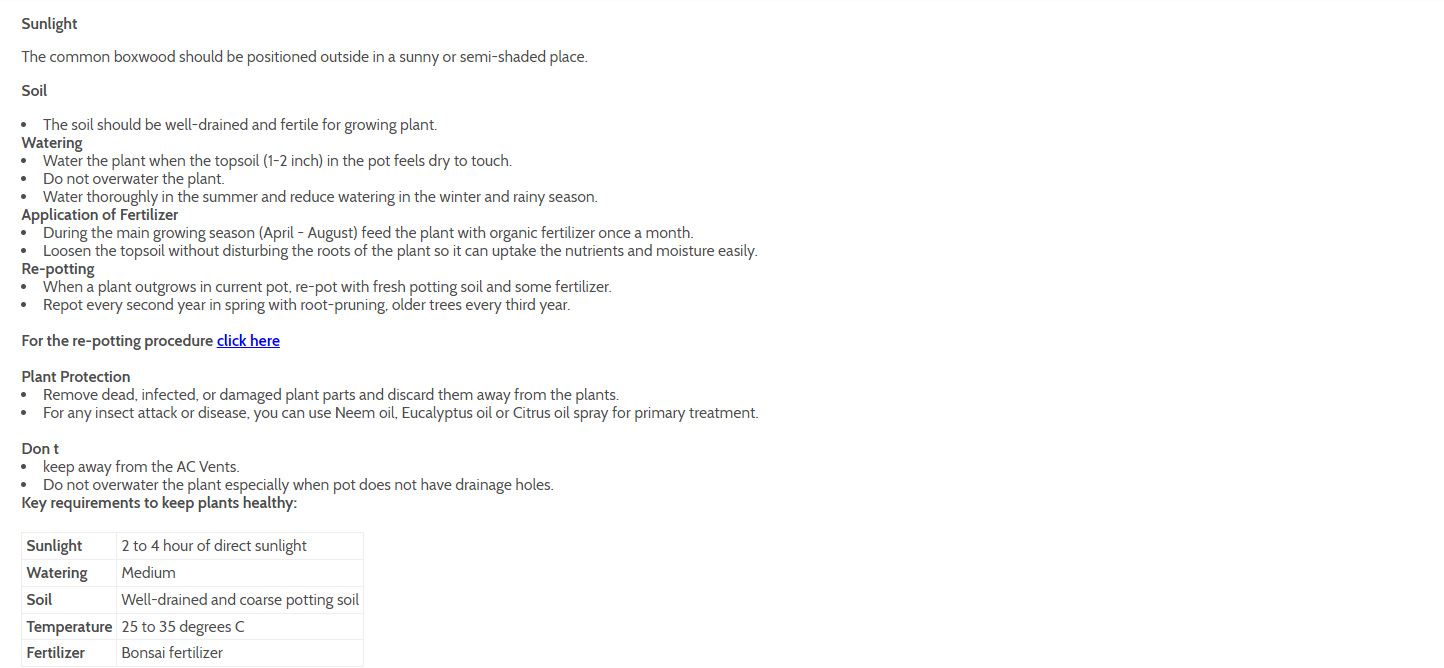 Sunlight
The common boxwood should be positioned outside in a sunny or semi-shaded place.
Soil
• The soil should be well-drained and fertile for growing plant.
Watering
• Water the plant when the topsoil (1-2 inch) in the pot feels dry to touch.
• Do not overwater the plant.
• Water thoroughly in the summer and reduce watering in the winter and rainy season.
Application of Fertilizer
• During the main growing season (April - August) feed the plant with organic fertilizer once a month.
• Loosen the topsoil without disturbing the roots of the plant so it can uptake the nutrients and moisture easily.
Re-potting
• When a plant outgrows in current pot, re-pot with fresh potting soil and some fertilizer.
• Repot every second year in spring with root-pruning, older trees every third year.
For the re-potting procedure click here
Plant Protection
• Remove dead, infected, or damaged plant parts and discard them away from the plants.
• For any insect attack or disease, you can use Neem oil, Eucalyptus oil or Citrus oil spray for primary treatment.
Don t
• keep away from the AC Vents.
• Do not overwater the plant especially when pot does not have drainage holes.
Key requirements to keep plants healthy:
Sunlight 2 to 4 hour of direct sunlight
Watering Medium
Soil Well-drained and coarse potting soil
Temperature 25 to 35 degrees C
Fertilizer Bonsai fertilizer